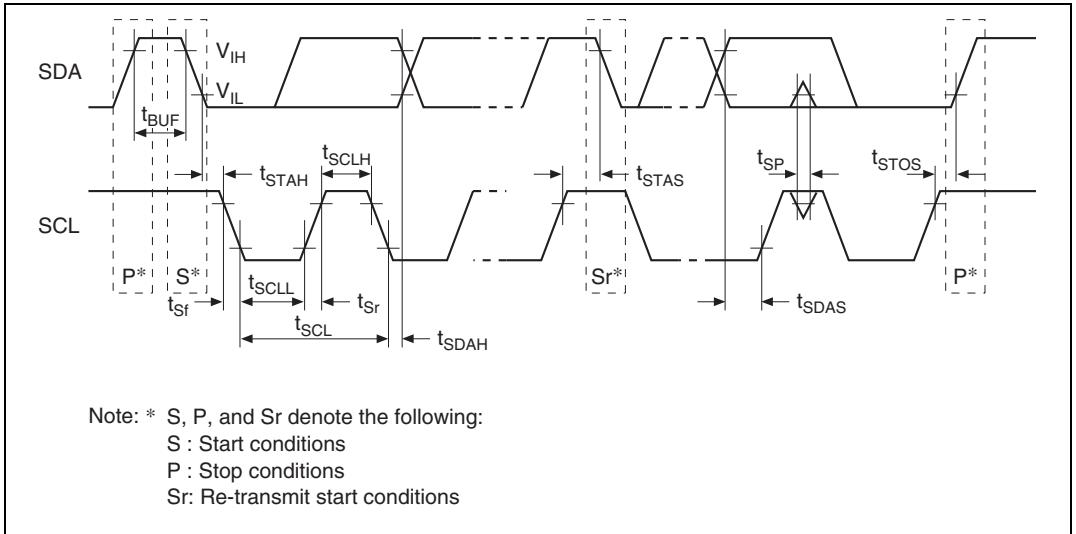 SDA
V_IH
V_IL
t_BUF
t_STAH
t_SCLH
t_STAS
t_SP
t_STOS
SCL
P*
S*
Sr*
P*
t_Sf
t_SCLL
t_Sr
t_SCL
t_SDAH
t_SDAS
Note: * S, P, and Sr denote the following:
S : Start conditions
P : Stop conditions
Sr: Re-transmit start conditions